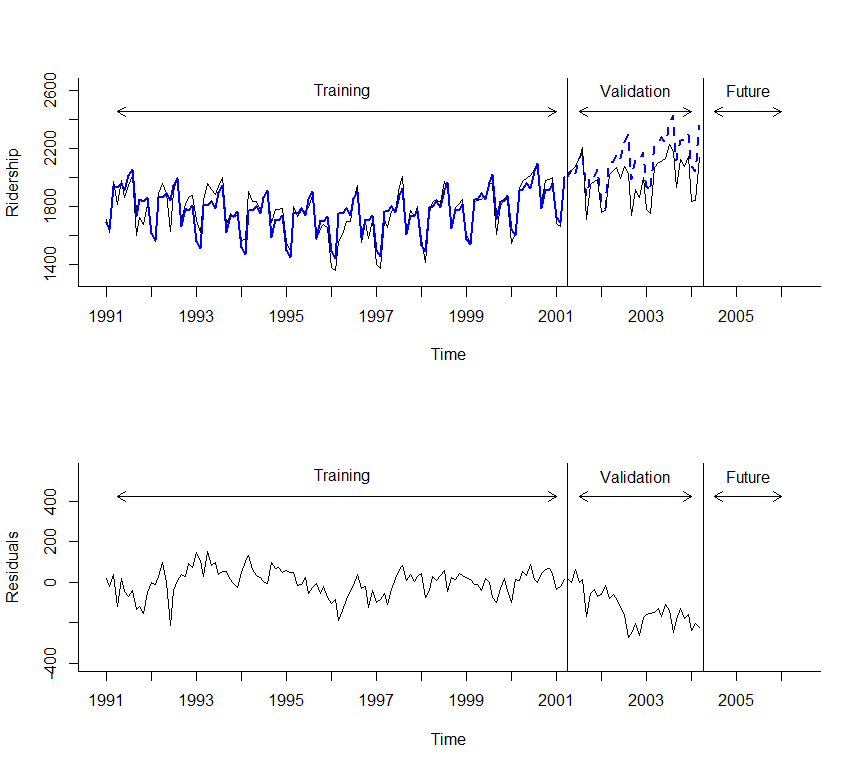 Training Validation Future
Ridership
2600
2200
1800
1400
1991 1993 1995 1997 1999 2001 2003 2005
Time
Training Validation Future
Residuals
400
200
0
-400
1991 1993 1995 1997 1999 2001 2003 2005
Time